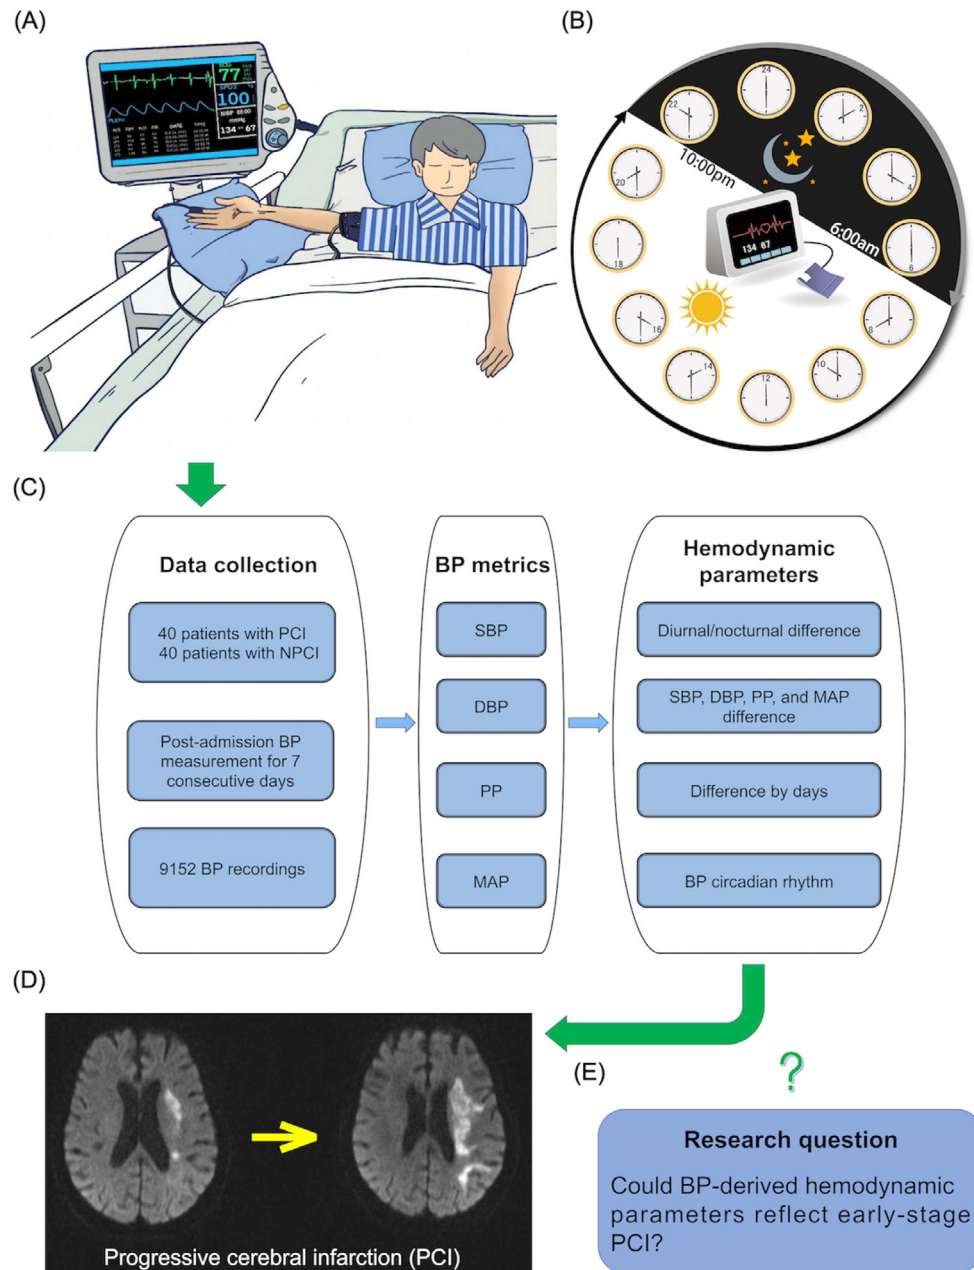 (A)
77
SPO2
100
NIBP
mmHg
134 67
PLETH
DATE
TIME
(B)
24
2
4
6
8
10
12
14
16
18
20
22
10:00pm
6:00am
134 67
(C)
Data collection
40 patients with PCI
40 patients with NPCI
Post-admission BP
measurement for 7
consecutive days
9152 BP recordings
BP metrics
SBP
DBP
PP
MAP
Hemodynamic
parameters
Diurnal/nocturnal difference
SBP, DBP, PP, and MAP
difference
Difference by days
BP circadian rhythm
(D)
Progressive cerebral infarction (PCI)
(E)
?
Research question
Could BP-derived hemodynamic
parameters reflect early-stage
PCI?